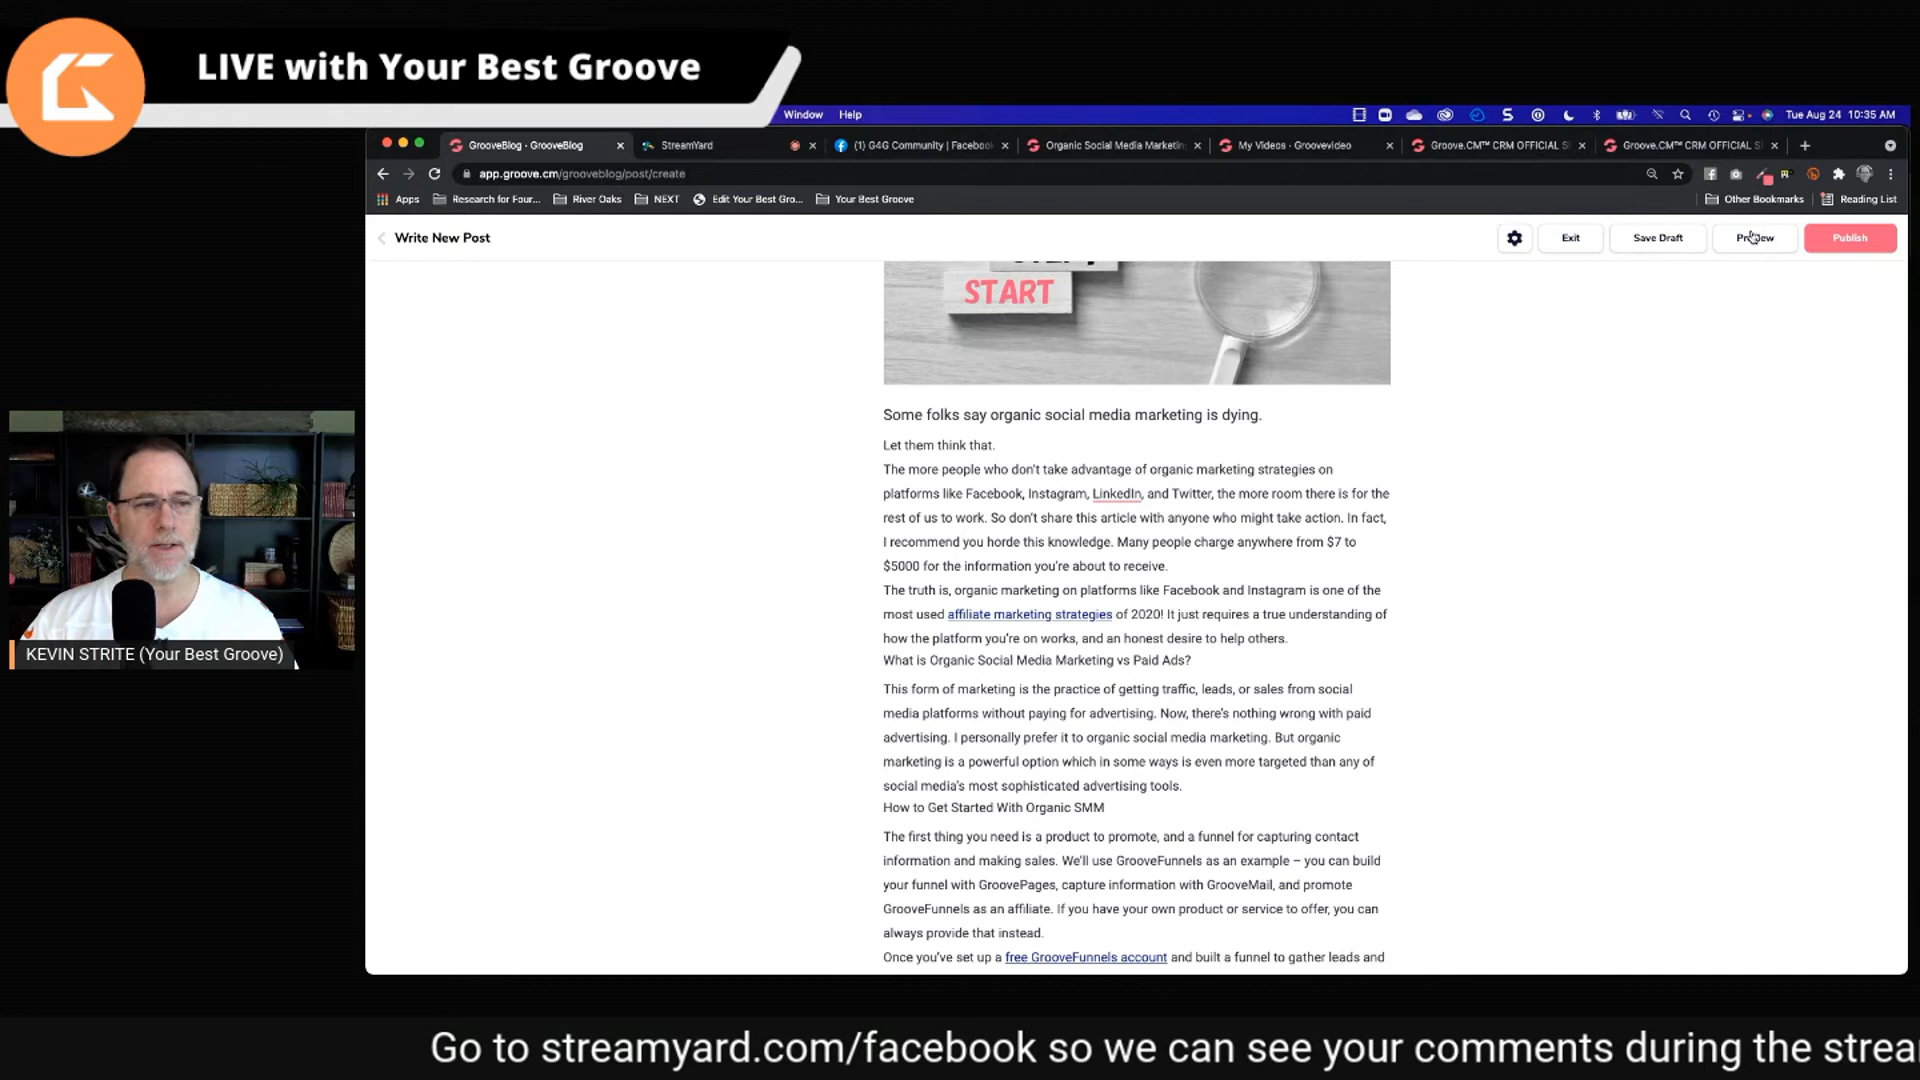 LIVE with Your Best Groove
Window Help
Tue Aug 24 10:35 AM
GrooveBlog - GrooveBlog
StreamYard
(1) G4G Community | Facebook
Organic Social Media Marketin
My Videos - Groovevideo
Groove.CM™ CRM OFFICIAL S
Groove.CM™ CRM OFFICIAL S
app.groove.cm/grooveblog/post/create
Apps
Research for Four...
River Oaks
NEXT
Edit Your Best Gro...
Your Best Groove
Other Bookmarks
Reading List
Write New Post
Exit
Save Draft
Preview
Publish
START
Some folks say organic social media marketing is dying.
Let them think that.
The more people who don't take advantage of organic marketing strategies on
platforms like Facebook, Instagram, LinkedIn, and Twitter, the more room there is for the
rest of us to work. So don't share this article with anyone who might take action. In fact,
I recommend you horde this knowledge. Many people charge anywhere from $7 to
$5000 for the information you're about to receive.
The truth is, organic marketing on platforms like Facebook and Instagram is one of the
most used affiliate marketing strategies of 2020! It just requires a true understanding of
how the platform you're on works, and an honest desire to help others.
What is Organic Social Media Marketing vs Paid Ads?
This form of marketing is the practice of getting traffic, leads, or sales from social
media platforms without paying for advertising. Now, there's nothing wrong with paid
advertising. I personally prefer it to organic social media marketing. But organic
marketing is a powerful option which in some ways is even more targeted than any of
social media's most sophisticated advertising tools.
How to Get Started With Organic SMM
The first thing you need is a product to promote, and a funnel for capturing contact
information and making sales. We'll use GrooveFunnels as an example – you can build
your funnel with GroovePages, capture information with GrooveMail, and promote
GrooveFunnels as an affiliate. If you have your own product or service to offer, you can
always provide that instead.
Once you've set up a free GrooveFunnels account and built a funnel to gather leads and
KEVIN STRITE (Your Best Groove)
Go to streamyard.com/facebook so we can see your comments during the strea